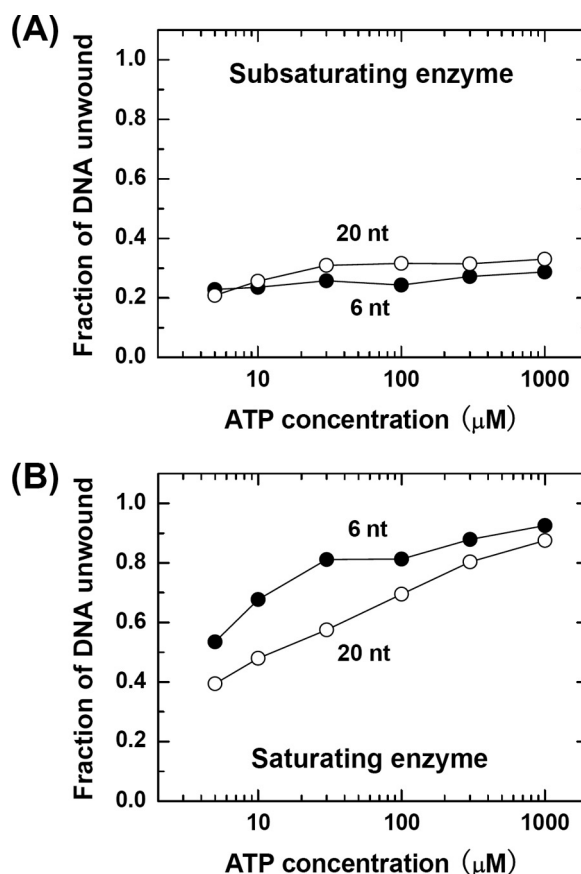 (A)
Fraction of DNA unwound
1.0
0.8
0.6
0.4
0.2
0.0
Subsaturating enzyme
20 nt
6 nt
10
100
1000
ATP concentration (μM)
(B)
Fraction of DNA unwound
1.0
0.8
0.6
0.4
0.2
0.0
6 nt
20 nt
Saturating enzyme
10
100
1000
ATP concentration (μM)